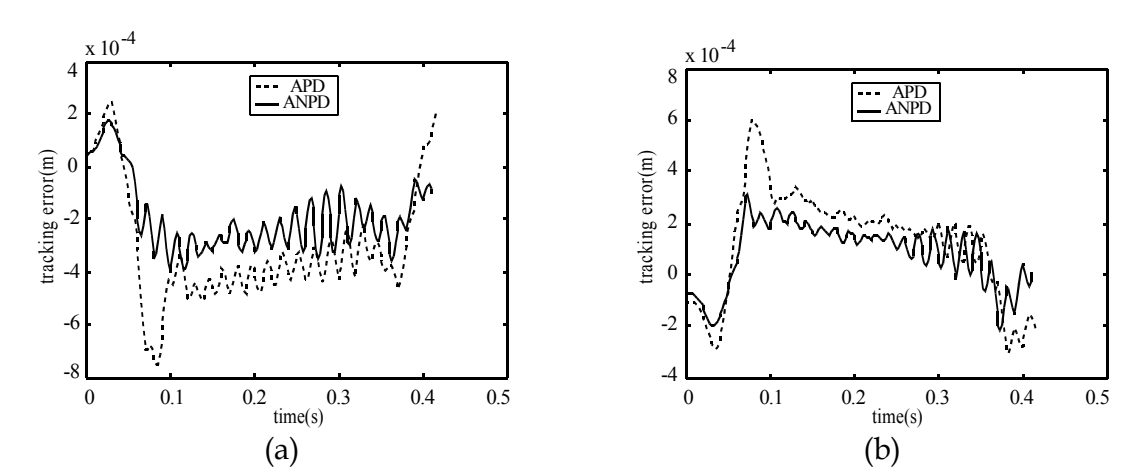 x 10-4
4
2
0
-2
-4
-6
-8
tracking error(m)
APD
ANPD
0 0.1 0.2 0.3 0.4 0.5
time(s)
(a)
x 10-4
8
6
4
2
0
-2
-4
tracking error(m)
APD
ANPD
0 0.1 0.2 0.3 0.4 0.5
time(s)
(b)